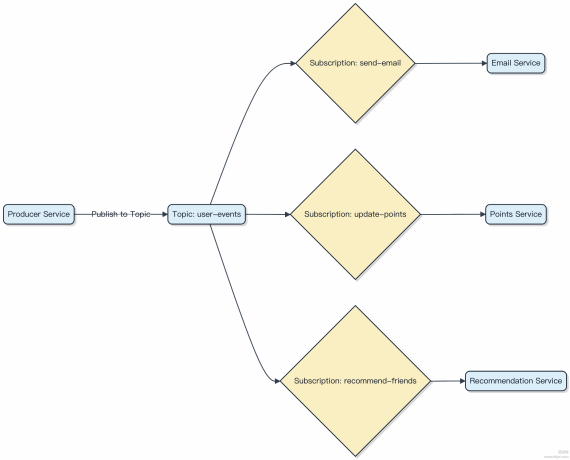 Subscription: send-email
Email Service
Producer Service
Publish to Topic
Topic: user-events
Subscription: update-points
Points Service
Subscription: recommend-friends
Recommendation Service